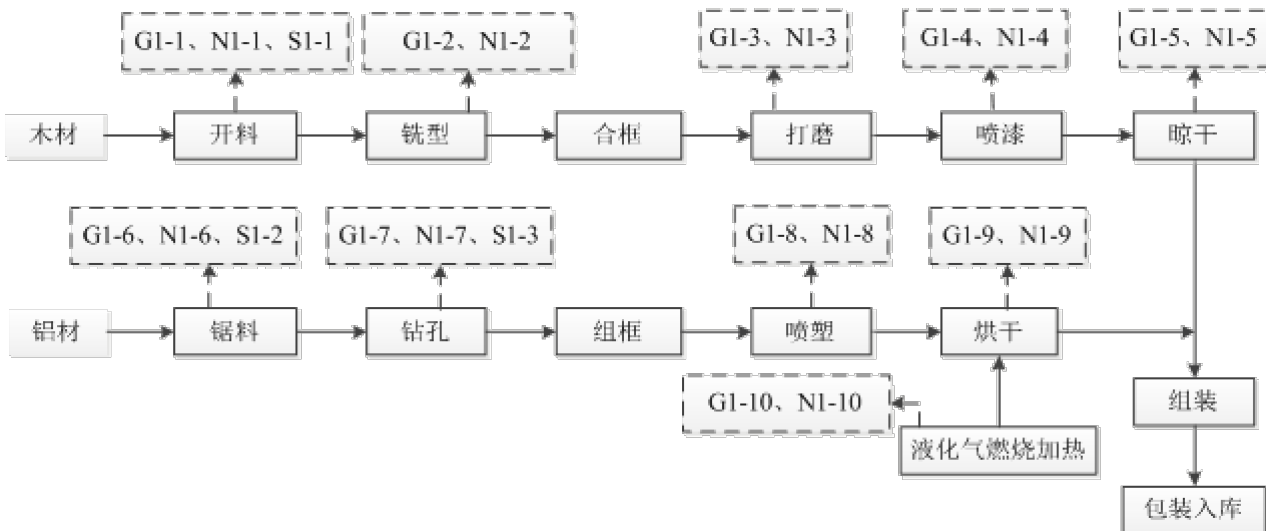 G1-1、N1-1、S1-1
G1-2、N1-2
G1-3、N1-3
G1-4、N1-4
G1-5、N1-5
木材
开料
铣型
合框
打磨
喷漆
晾干
G1-6、N1-6、S1-2
G1-7、N1-7、S1-3
G1-8、N1-8
G1-9、N1-9
铝材
锯料
钻孔
组框
喷塑
烘干
G1-10、N1-10
组装
液化气燃烧加热
包装入库